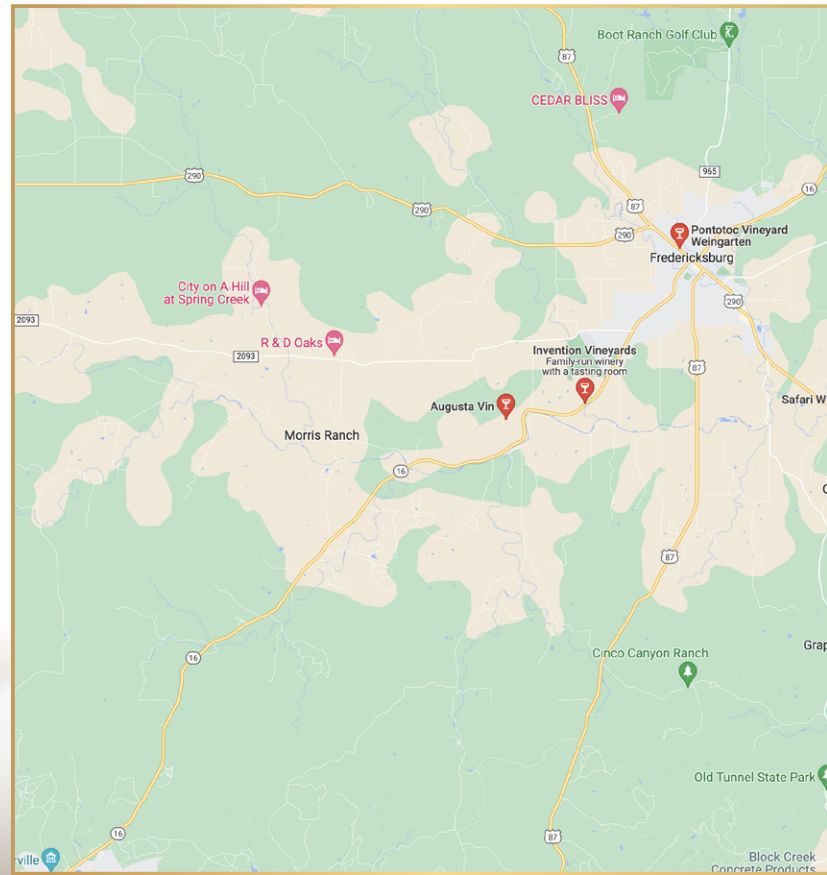 Boot Ranch Golf Club
87
CEDAR BLISS
965
290
16
87
290
290
Pontotoc Vineyard
Weingarten
Fredericksburg
City on A Hill
at Spring Creek
290
2093
R & D Oaks
2093
Invention Vineyards
Family-run winery
with a tasting room
87
Augusta Vin
Safari W
Morris Ranch
16
87
Grap
Cinco Canyon Ranch
16
Old Tunnel State Park
16
87
rville
Block Creek
Concrete Products